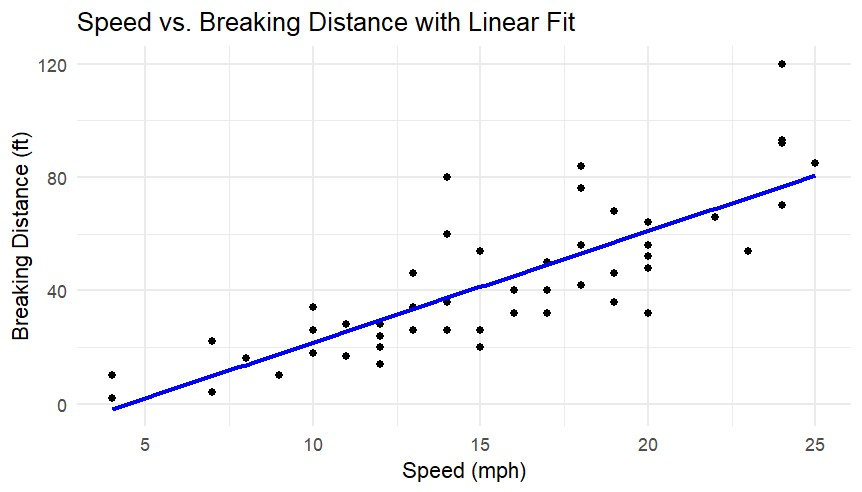 Speed vs. Breaking Distance with Linear Fit
Breaking Distance (ft)
120
80
40
0
5 10 15 20 25
Speed (mph)